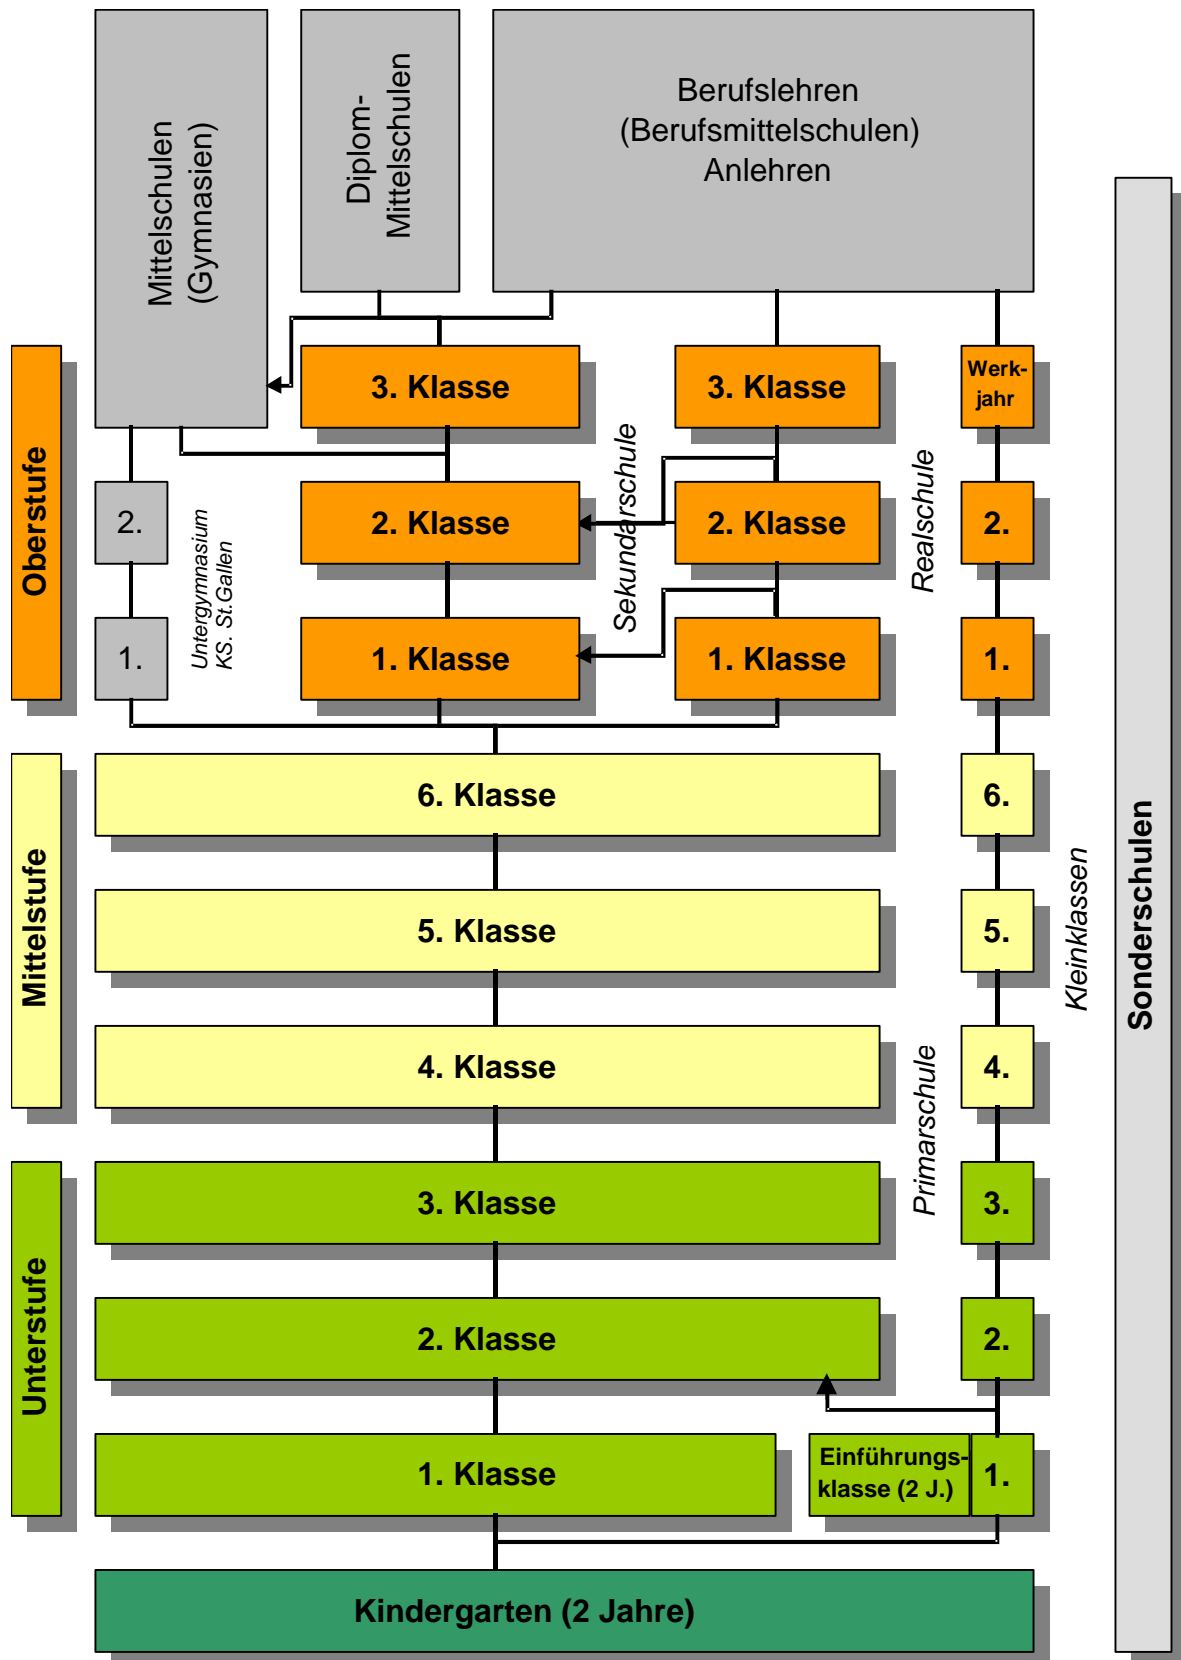 Mittelschulen
(Gymnasien)
Diplom-
Mittelschulen
Berufslehren
(Berufsmittelschulen)
Anlehren
Oberstufe
3. Klasse
3. Klasse
Werk-
jahr
2.
Untergymnasium
KS. St.Gallen
2. Klasse
Sekundarschule
2. Klasse
Realschule
2.
1.
1. Klasse
1. Klasse
1.
Mittelstufe
6. Klasse
6.
5. Klasse
5.
Kleinklassen
4. Klasse
4.
Primarschule
Sonderschulen
Unterstufe
3. Klasse
3.
2. Klasse
2.
1. Klasse
Einführungs-
klasse (2 J.)
1.
Kindergarten (2 Jahre)